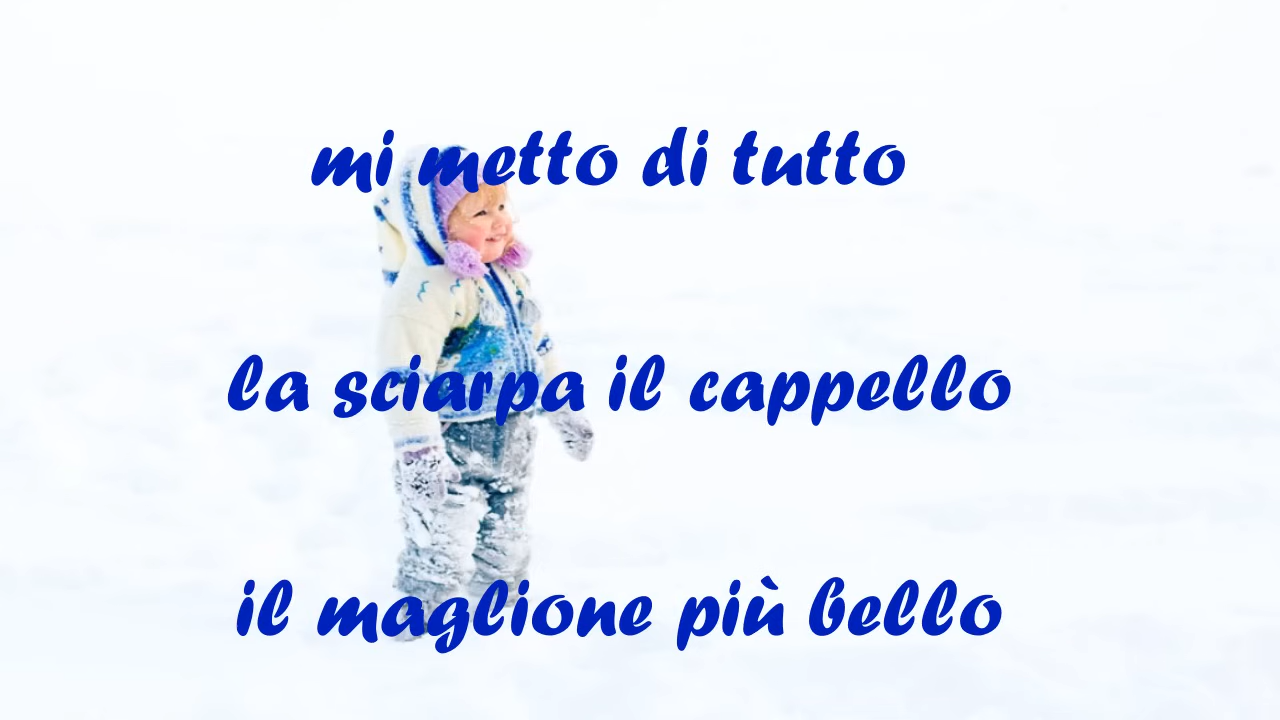 mi metto di tutto
la sciarpa il cappello
il maglione più bello